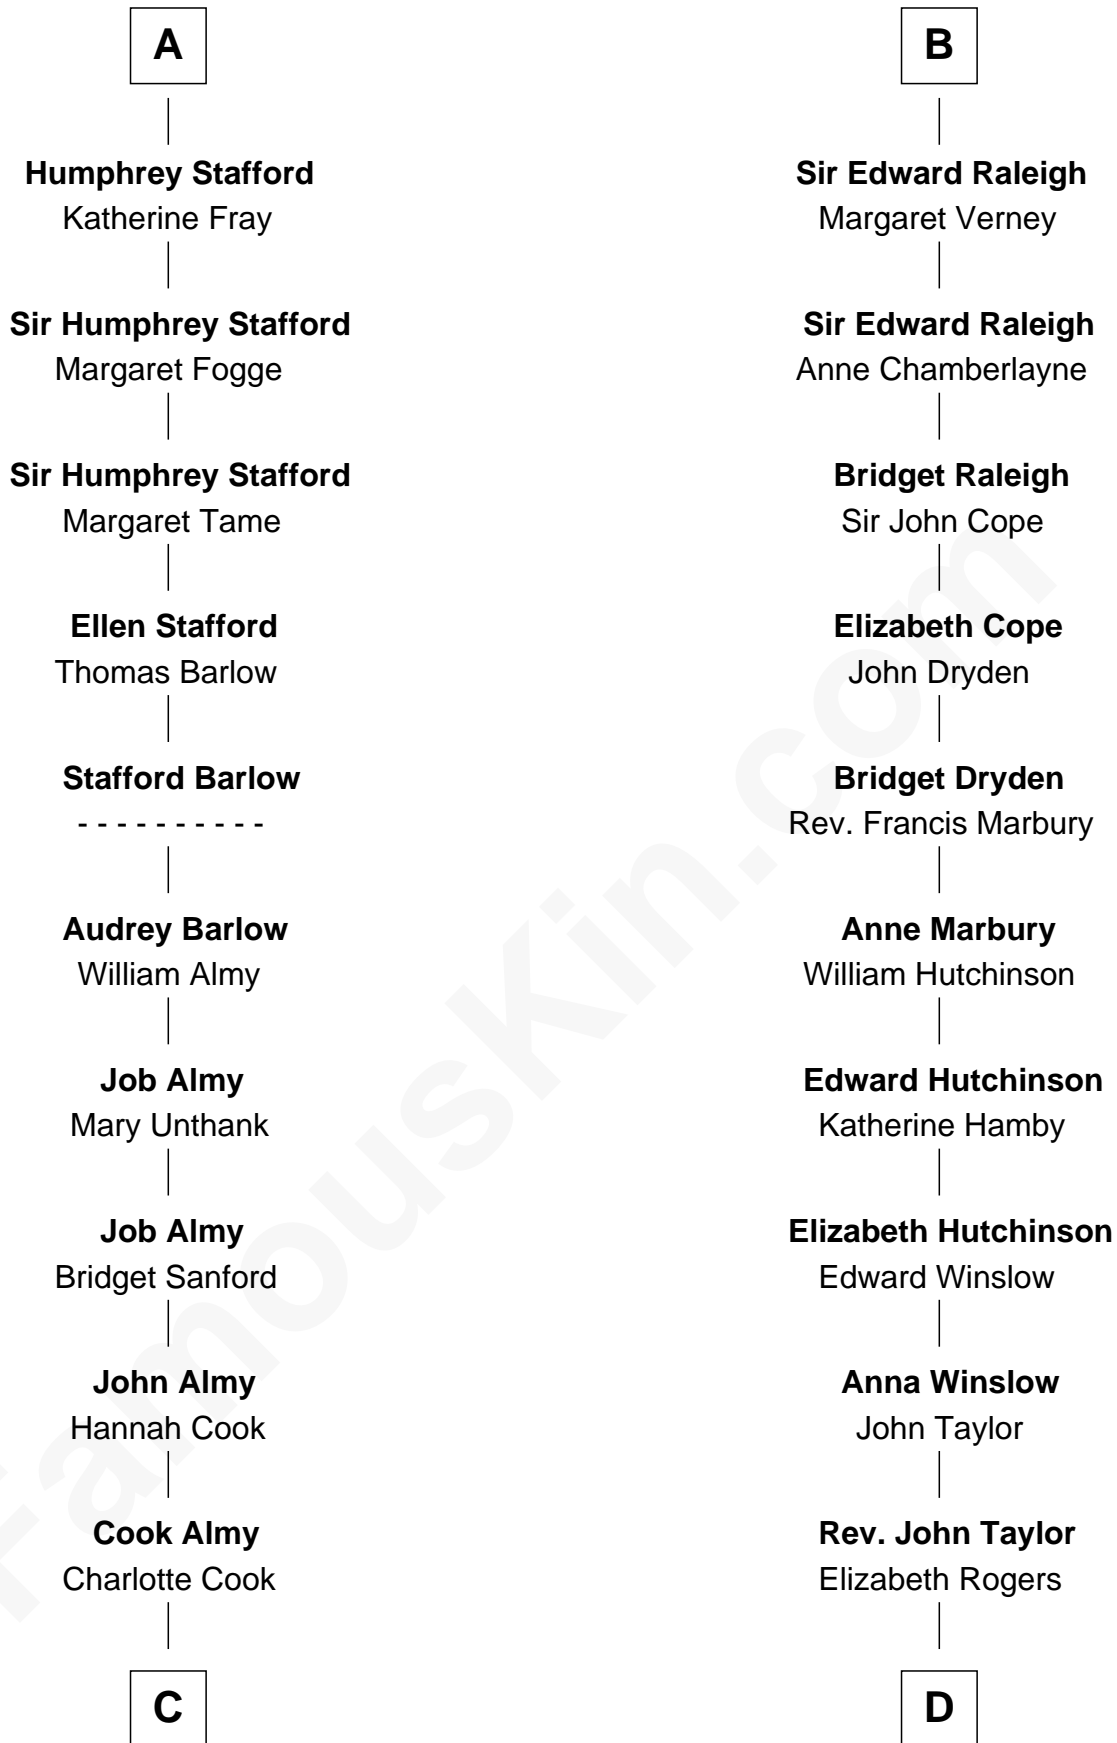 A
Humphrey Stafford
Katherine Fray
Sir Humphrey Stafford
Margaret Fogge
Sir Humphrey Stafford
Margaret Tame
Ellen Stafford
Thomas Barlow
Stafford Barlow
- - - - - - - - - -
Audrey Barlow
William Almy
Job Almy
Mary Unthank
Job Almy
Bridget Sanford
John Almy
Hannah Cook
Cook Almy
Charlotte Cook
C
B
Sir Edward Raleigh
Margaret Verney
Sir Edward Raleigh
Anne Chamberlayne
Bridget Raleigh
Sir John Cope
Elizabeth Cope
John Dryden
Bridget Dryden
Rev. Francis Marbury
Anne Marbury
William Hutchinson
Edward Hutchinson
Katherine Hamby
Elizabeth Hutchinson
Edward Winslow
Anna Winslow
John Taylor
Rev. John Taylor
Elizabeth Rogers
D
FamousKin.com